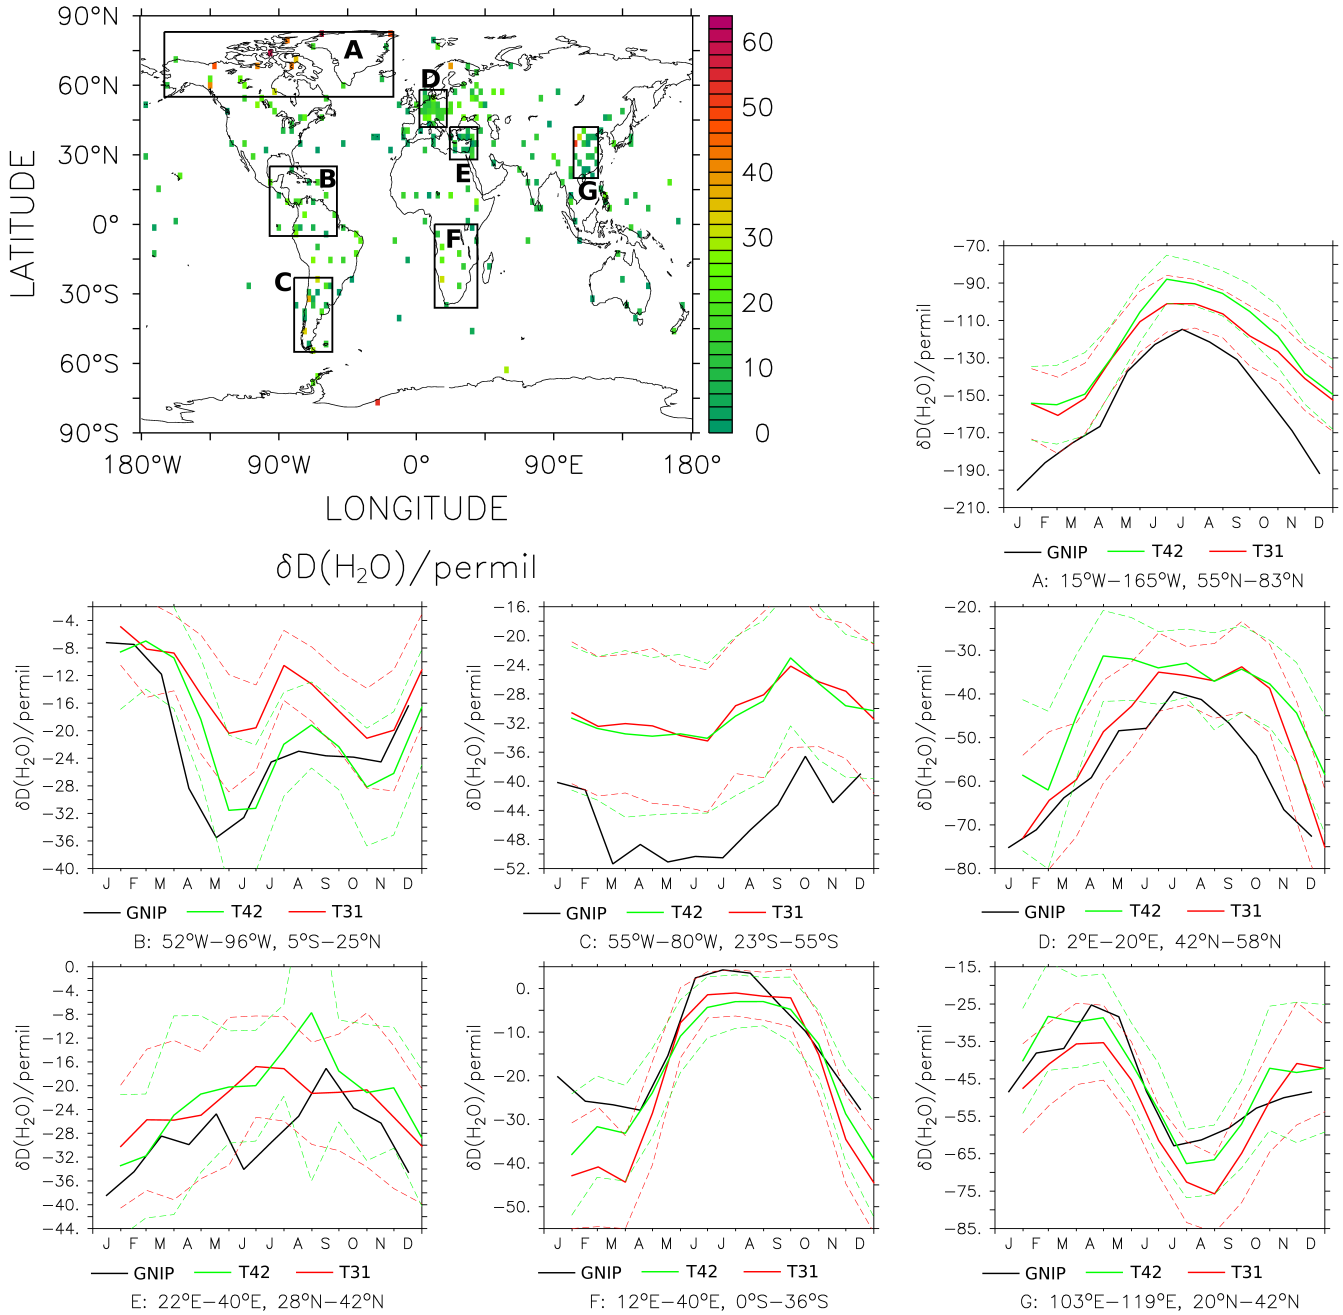 90°N
60°N
30°N
0°
30°S
60°S
90°S
LATITUDE
180°W
90°W
0°
90°E
180°
LONGITUDE
A
B
C
D
E
F
G
60
50
40
30
20
10
0
δD(H₂O)/permil
−70.
−90.
−110.
−130.
−150.
−170.
−190.
−210.
δD(H₂O)/permil
J F M A M J J A S O N D
GNIP T42 T31
A: 15°W−165°W, 55°N−83°N
−4
−8
−12
−16
−20
−24
−28
−32
−36
−40
δD(H₂O)/permil
J F M A M J J A S O N D
GNIP T42 T31
B: 52°W−96°W, 5°S−25°N
−16
−20.
−24.
−28
−32.
−36.
−40
−44.
−48.
−52.
δD(H₂O)/permil
J F M A M J J A S O N D
GNIP T42 T31
C: 55°W−80°W, 23°S−55°S
−20.
−30.
−40.
−50.
−60.
−70.
−80.
δD(H₂O)/permil
J F M A M J J A S O N D
GNIP T42 T31
D: 2°E−20°E, 42°N−58°N
0.
−4.
−8.
−12.
−16.
−20.
−24.
−28.
−32.
−36.
−40.
−44.
δD(H₂O)/permil
J F M A M J J A S O N D
GNIP T42 T31
E: 22°E−40°E, 28°N−42°N
0.
−10.
−20.
−30.
−40.
−50.
δD(H₂O)/permil
J F M A M J J A S O N D
GNIP T42 T31
F: 12°E−40°E, 0°S−36°S
−15
−25.
−35.
−45.
−55.
−65.
−75.
−85.
δD(H₂O)/permil
J F M A M J J A S O N D
GNIP T42 T31
G: 103°E−119°E, 20°N−42°N